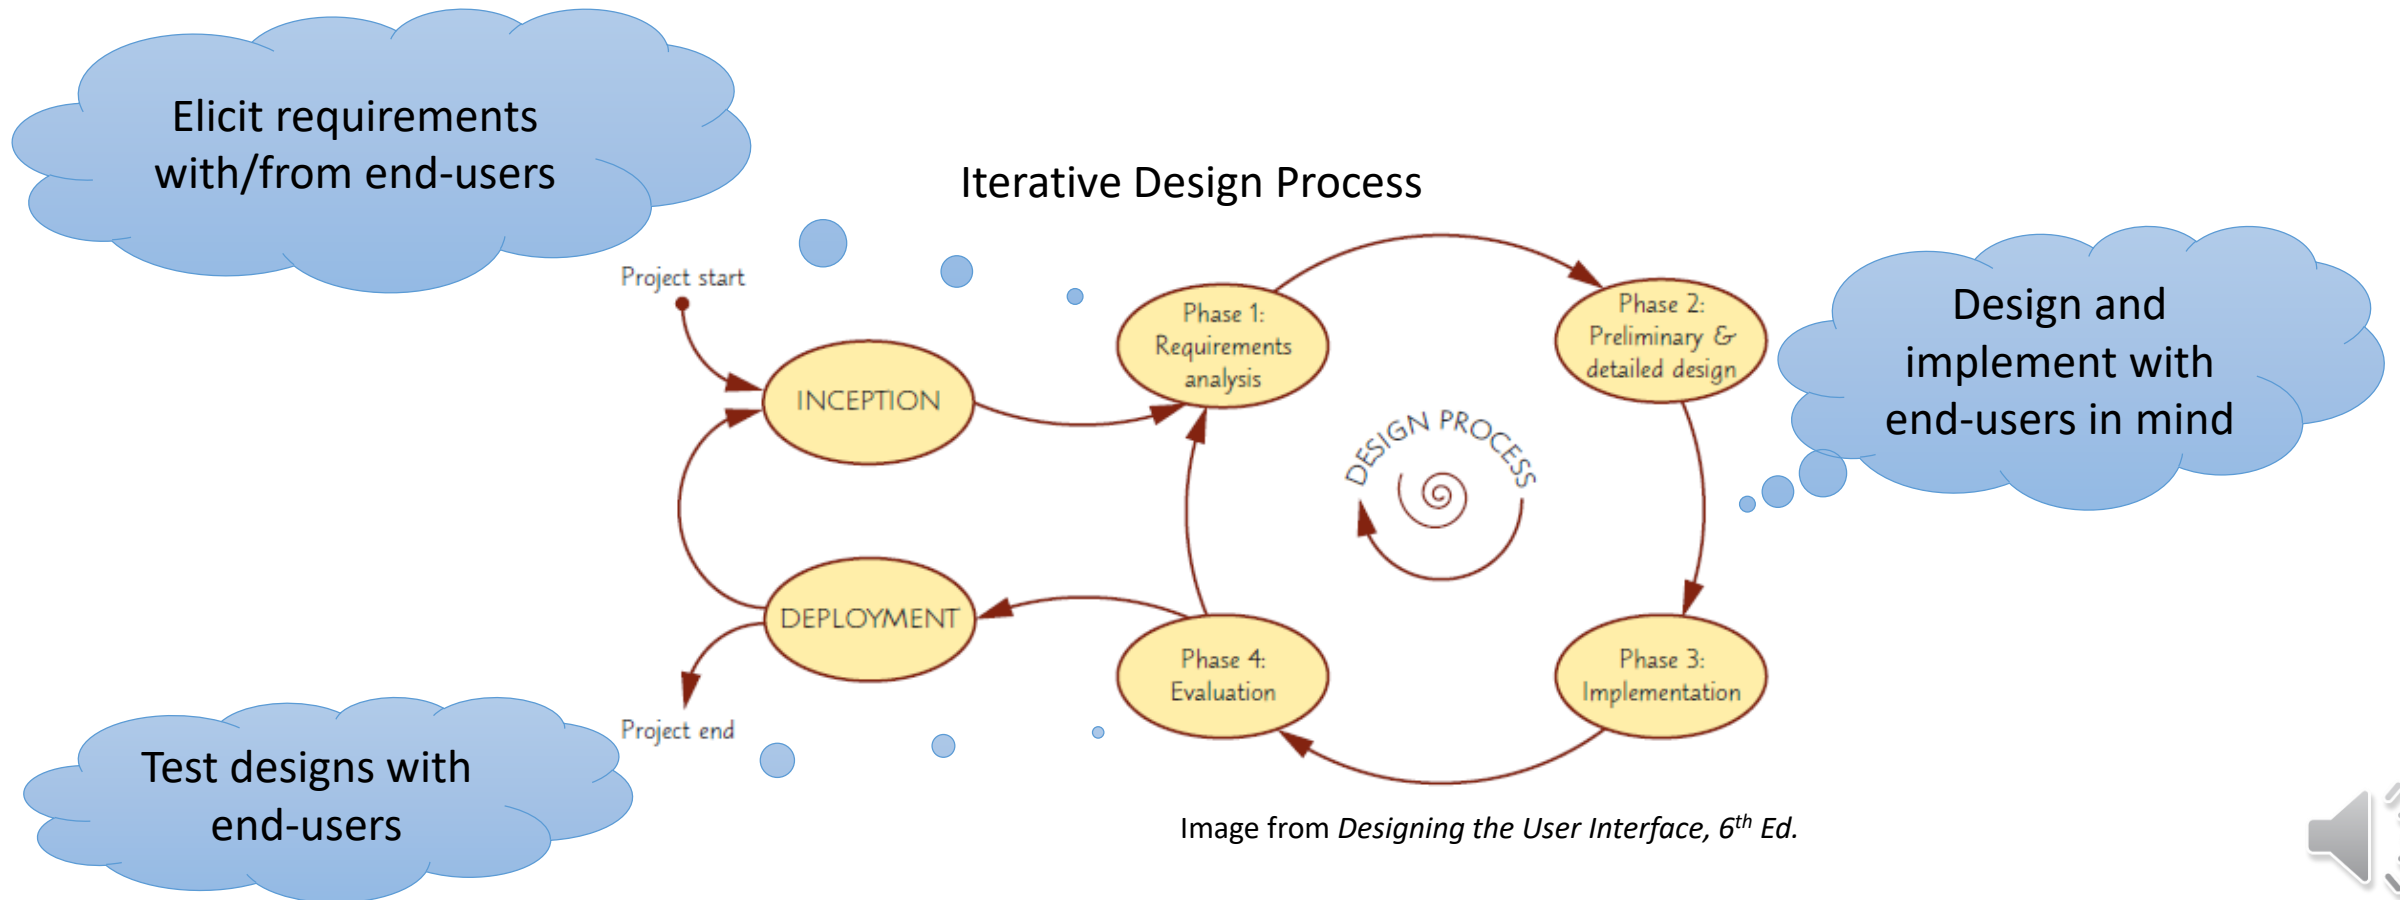 Elicit requirements
with/from end-users
Iterative Design Process
Project start
INCEPTION
Phase 1:
Requirements
analysis
Phase 2:
Preliminary &
detailed design
Design and
implement with
end-users in mind
DESIGN PROCESS
DEPLOYMENT
Phase 4:
Evaluation
Phase 3:
Implementation
Project end
Test designs with
end-users
Image from Designing the User Interface, 6th Ed.